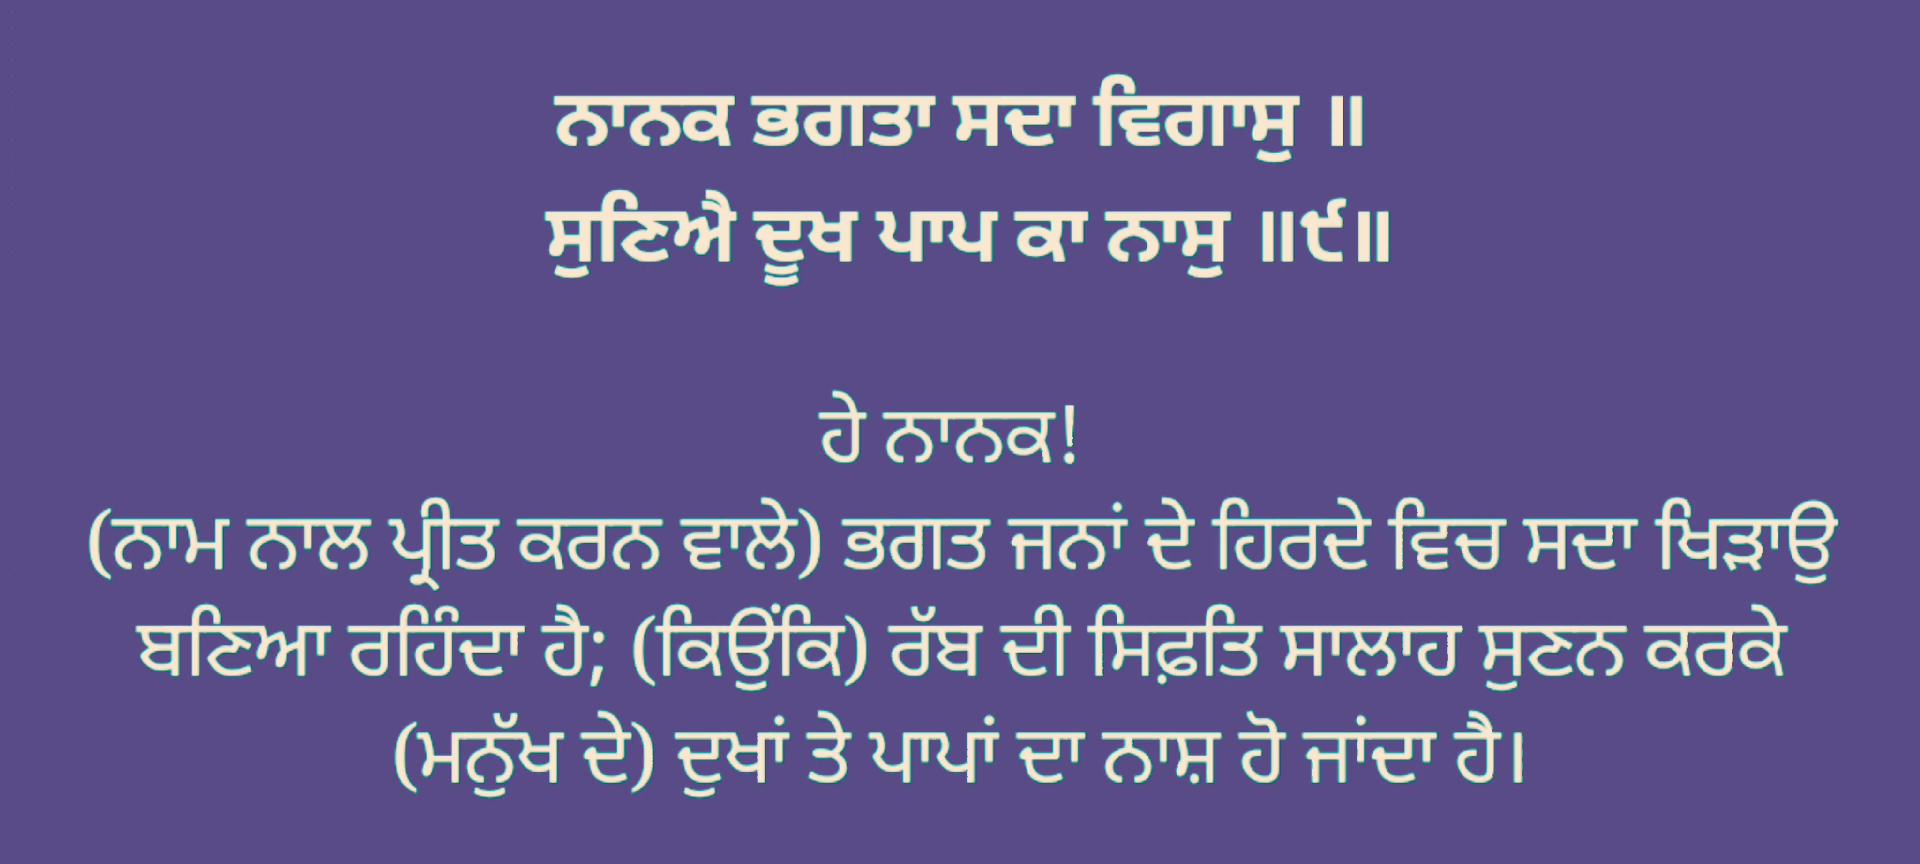 ਨਾਨਕ ਭਗਤਾ ਸਦਾ ਵਿਗਾਸੁ ॥
ਸੁਣਿਐ ਦੂਖ ਪਾਪ ਕਾ ਨਾਸੁ ॥੯॥
ਹੇ ਨਾਨਕ!
(ਨਾਮ ਨਾਲ ਪ੍ਰੀਤ ਕਰਨ ਵਾਲੇ) ਭਗਤ ਜਨਾਂ ਦੇ ਹਿਰਦੇ ਵਿਚ ਸਦਾ ਖਿੜਾਉ
ਬਣਿਆ ਰਹਿੰਦਾ ਹੈ; (ਕਿਉਂਕਿ) ਰੱਬ ਦੀ ਸਿਫ਼ਤਿ ਸਾਲਾਹ ਸੁਣਨ ਕਰਕੇ
(ਮਨੁੱਖ ਦੇ) ਦੁਖਾਂ ਤੇ ਪਾਪਾਂ ਦਾ ਨਾਸ਼ ਹੋ ਜਾਂਦਾ ਹੈ।